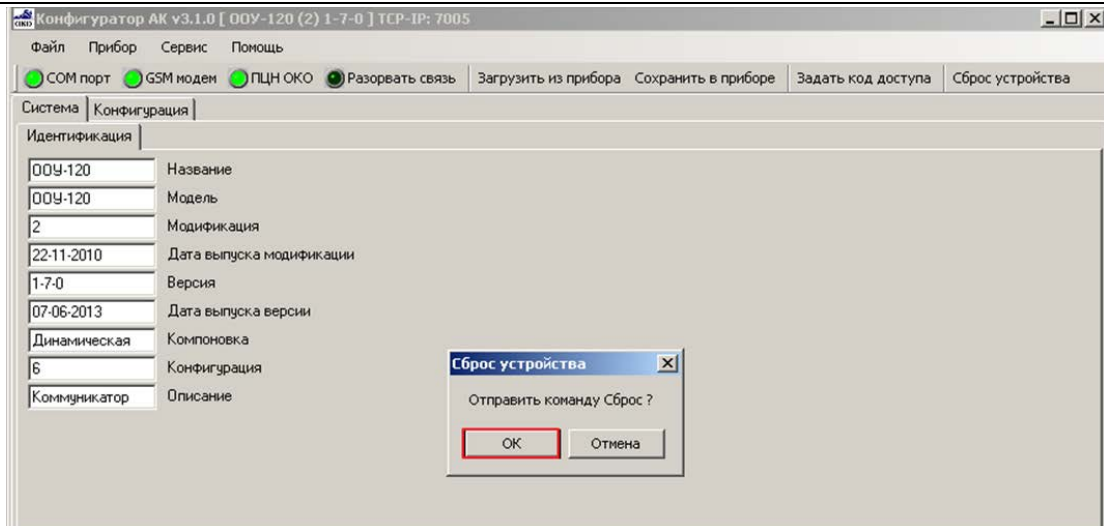 Конфигуратор АК v3.1.0 [ ООУ-120 (2) 1-7-0 ] TCP-IP: 7005
Файл Прибор Сервис Помощь
COM порт GSM модем ПЦН ОКО Разорвать связь Загрузить из прибора Сохранить в приборе Задать код доступа Сброс устройства
Система Конфигурация
Идентификация
ООУ-120 Название
ООУ-120 Модель
2 Модификация
22-11-2010 Дата выпуска модификации
1-7-0 Версия
07-06-2013 Дата выпуска версии
Динамическая Компоновка
6 Конфигурация
Коммуникатор Описание
Сброс устройства
Отправить команду Сброс ?
OK Отмена